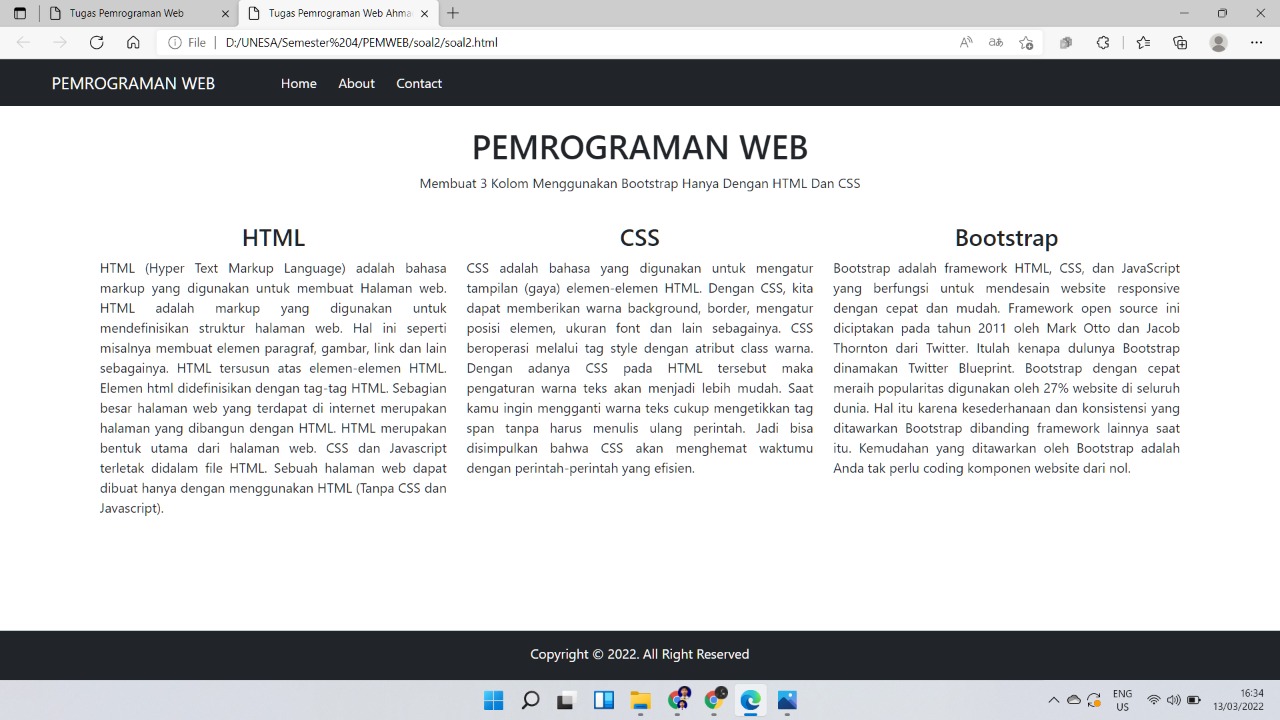 Tugas Pemrograman Web
Tugas Pemrograman Web Ahma
File
D:/UNESA/Semester%204/PEMWEB/soal2/soal2.html
PEMROGRAMAN WEB
Home About Contact
PEMROGRAMAN WEB
Membuat 3 Kolom Menggunakan Bootstrap Hanya Dengan HTML Dan CSS
HTML
HTML (Hyper Text Markup Language) adalah bahasa
markup yang digunakan untuk membuat Halaman web.
HTML adalah markup yang digunakan untuk
mendefinisikan struktur halaman web. Hal ini seperti
misalnya membuat elemen paragraf, gambar, link dan lain
sebagainya. HTML tersusun atas elemen-elemen HTML.
Elemen html didefinisikan dengan tag-tag HTML. Sebagian
besar halaman web yang terdapat di internet merupakan
halaman yang dibangun dengan HTML. HTML merupakan
bentuk utama dari halaman web. CSS dan Javascript
terletak didalam file HTML. Sebuah halaman web dapat
dibuat hanya dengan menggunakan HTML (Tanpa CSS dan
Javascript).
CSS
CSS adalah bahasa yang digunakan untuk mengatur
tampilan (gaya) elemen-elemen HTML. Dengan CSS, kita
dapat memberikan warna background, border, mengatur
posisi elemen, ukuran font dan lain sebagainya. CSS
beroperasi melalui tag style dengan atribut class warna.
Dengan adanya CSS pada HTML tersebut maka
pengaturan warna teks akan menjadi lebih mudah. Saat
kamu ingin mengganti warna teks cukup mengetikkan tag
span tanpa harus menulis ulang perintah. Jadi bisa
disimpulkan bahwa CSS akan menghemat waktumu
dengan perintah-perintah yang efisien.
Bootstrap
Bootstrap adalah framework HTML, CSS, dan JavaScript
yang berfungsi untuk mendesain website responsive
dengan cepat dan mudah. Framework open source ini
diciptakan pada tahun 2011 oleh Mark Otto dan Jacob
Thornton dari Twitter. Itulah kenapa dulunya Bootstrap
dinamakan Twitter Blueprint. Bootstrap dengan cepat
meraih popularitas digunakan oleh 27% website di seluruh
dunia. Hal itu karena kesederhanaan dan konsistensi yang
ditawarkan Bootstrap dibanding framework lainnya saat
itu. Kemudahan yang ditawarkan oleh Bootstrap adalah
Anda tak perlu coding komponen website dari nol.
Copyright © 2022. All Right Reserved
ENG
US
16:34
13/03/2022